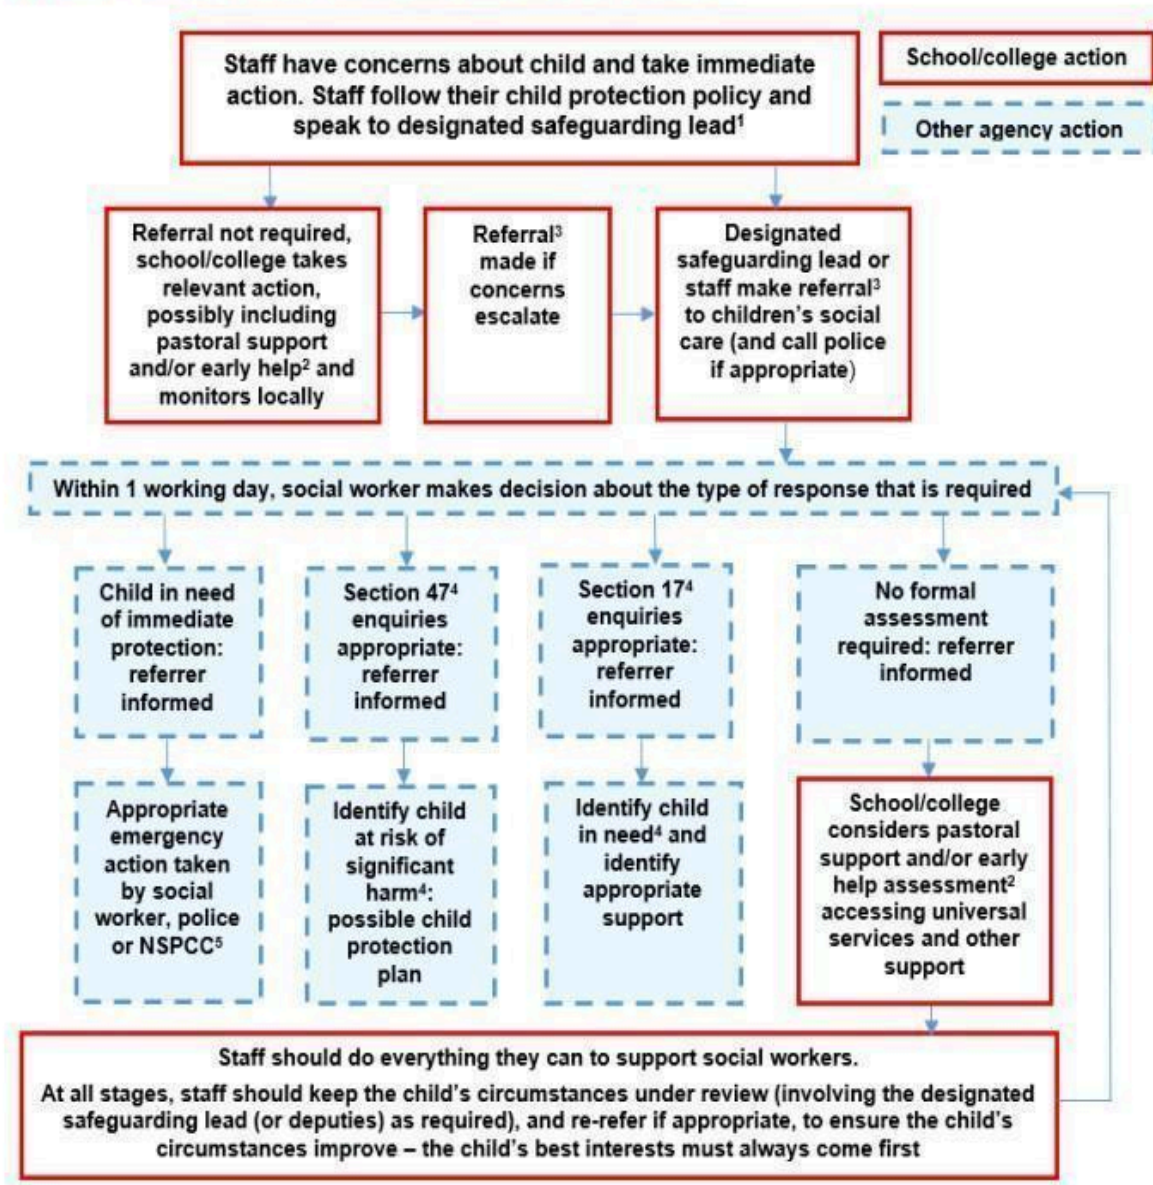 Staff have concerns about child and take immediate
action. Staff follow their child protection policy and
speak to designated safeguarding lead¹
School/college action
Other agency action
Referral not required,
school/college takes
relevant action,
possibly including
pastoral support
and/or early help² and
monitors locally
Referral³
made if
concerns
escalate
Designated
safeguarding lead or
staff make referral³
to children's social
care (and call police
if appropriate)
Within 1 working day, social worker makes decision about the type of response that is required
Child in need
of immediate
protection:
referrer
informed
Section 47⁴
enquiries
appropriate:
referrer
informed
Section 17⁴
enquiries
appropriate:
referrer
informed
No formal
assessment
required: referrer
informed
Appropriate
emergency
action taken
by social
worker, police
or NSPCC⁵
Identify child
at risk of
significant
harm⁴:
possible child
protection
plan
Identify child
in need⁴ and
identify
appropriate
support
School/college
considers pastoral
support and/or early
help assessment²
accessing universal
services and other
support
Staff should do everything they can to support social workers.
At all stages, staff should keep the child's circumstances under review (involving the designated
safeguarding lead (or deputies) as required), and re-refer if appropriate, to ensure the child's
circumstances improve – the child's best interests must always come first